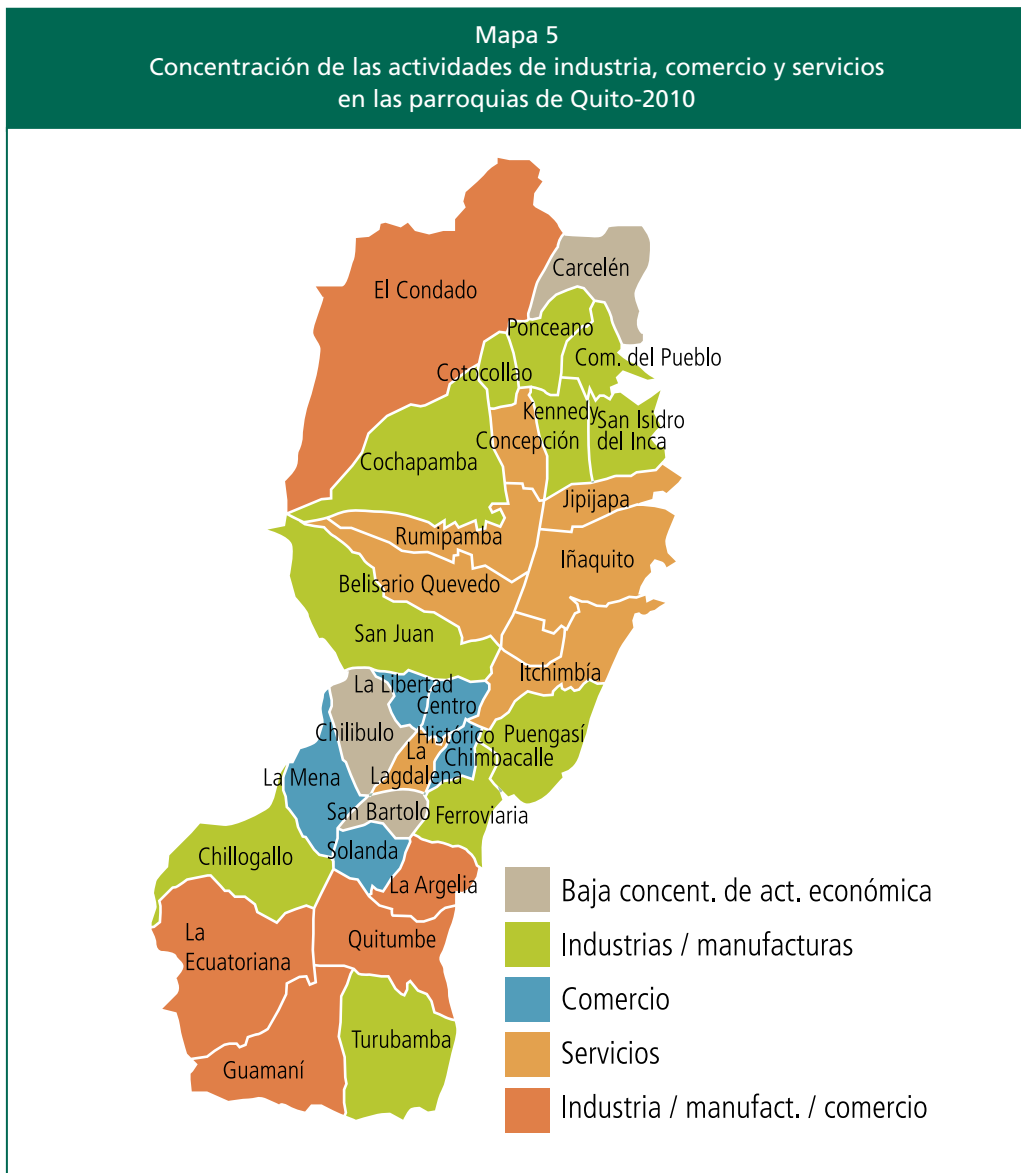 Mapa 5
Concentración de las actividades de industria, comercio y servicios
en las parroquias de Quito-2010
El Condado
Carcelén
Ponceano
Com. del Pueblo
Cotocollao
Kennedy
San Isidro
del Inca
Concepción
Cochapamba
Jipijapa
Rumipamba
Iñaquito
Belisario Quevedo
San Juan
Itchimbía
La Libertad
Centro
Histórico
Chilibulo
Puengasí
La
Lagdalena
Chimbacalle
La Mena
San Bartolo
Ferroviaria
Solanda
Chillogallo
La Argelia
La
Ecuatoriana
Quitumbe
Turubamba
Guamaní
Baja concent. de act. económica
Industrias / manufacturas
Comercio
Servicios
Industria / manufact. / comercio